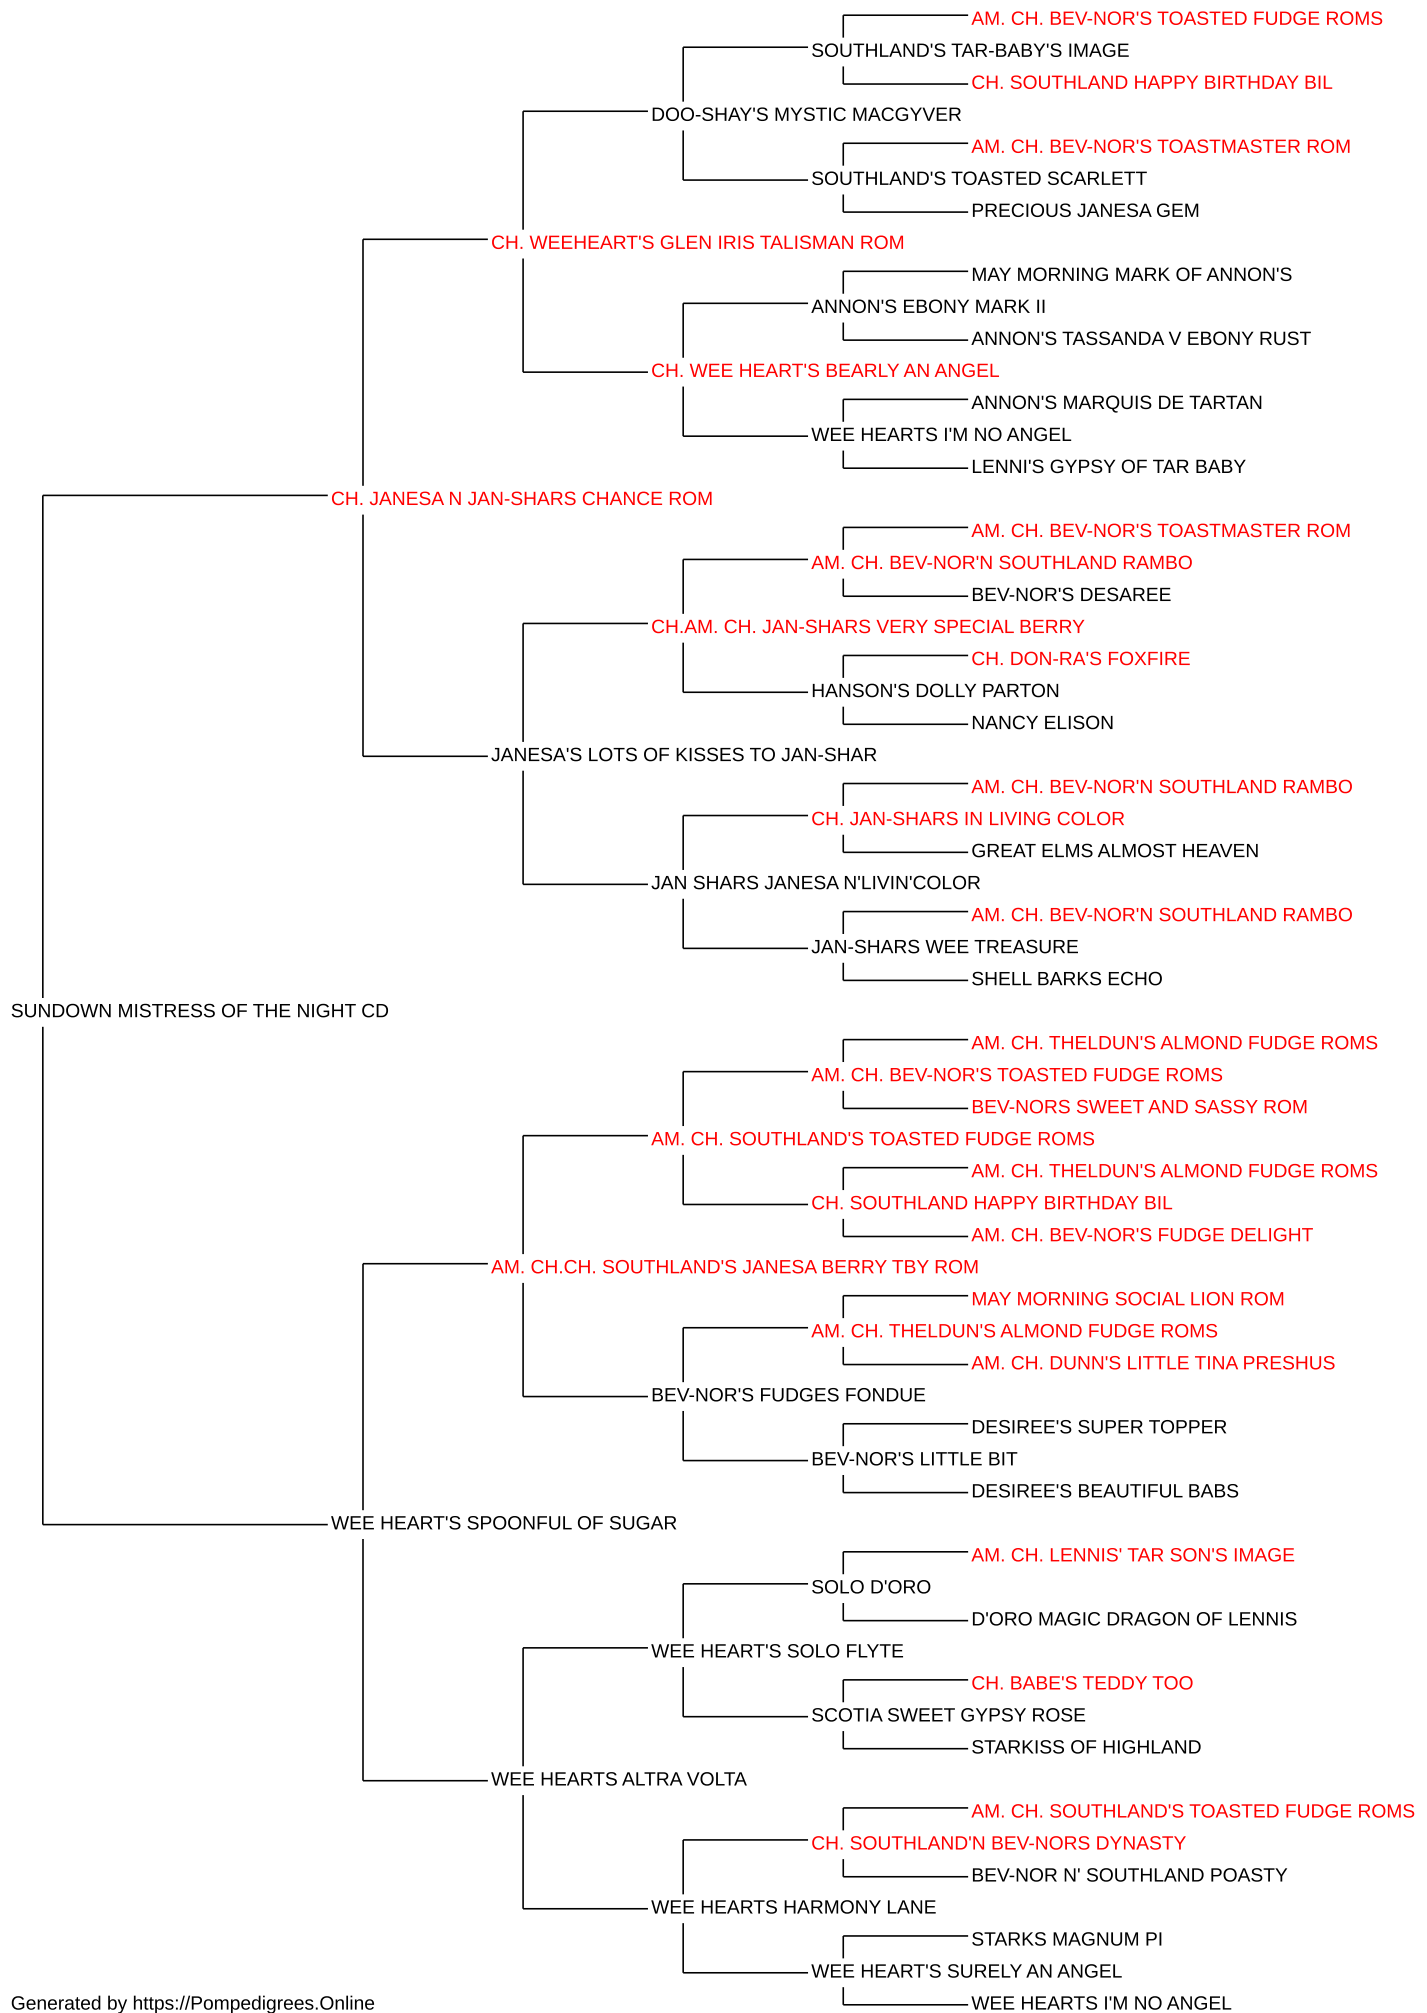 AM. CH. BEV-NOR'S TOASTED FUDGE ROMS
SOUTHLAND'S TAR-BABY'S IMAGE
CH. SOUTHLAND HAPPY BIRTHDAY BIL
DOO-SHAY'S MYSTIC MACGYVER
AM. CH. BEV-NOR'S TOASTMASTER ROM
SOUTHLAND'S TOASTED SCARLETT
PRECIOUS JANESA GEM
CH. WEEHEART'S GLEN IRIS TALISMAN ROM
MAY MORNING MARK OF ANNON'S
ANNON'S EBONY MARK II
ANNON'S TASSANDA V EBONY RUST
CH. WEE HEART'S BEARLY AN ANGEL
ANNON'S MARQUIS DE TARTAN
WEE HEARTS I'M NO ANGEL
LENNI'S GYPSY OF TAR BABY
CH. JANESA N JAN-SHARS CHANCE ROM
AM. CH. BEV-NOR'S TOASTMASTER ROM
AM. CH. BEV-NOR'N SOUTHLAND RAMBO
BEV-NOR'S DESAREE
CH.AM. CH. JAN-SHARS VERY SPECIAL BERRY
CH. DON-RA'S FOXFIRE
HANSON'S DOLLY PARTON
NANCY ELISON
JANESA'S LOTS OF KISSES TO JAN-SHAR
AM. CH. BEV-NOR'N SOUTHLAND RAMBO
CH. JAN-SHARS IN LIVING COLOR
GREAT ELMS ALMOST HEAVEN
JAN SHARS JANESA N'LIVIN'COLOR
AM. CH. BEV-NOR'N SOUTHLAND RAMBO
JAN-SHARS WEE TREASURE
SHELL BARKS ECHO
SUNDOWN MISTRESS OF THE NIGHT CD
AM. CH. THELDUN'S ALMOND FUDGE ROMS
AM. CH. BEV-NOR'S TOASTED FUDGE ROMS
BEV-NORS SWEET AND SASSY ROM
AM. CH. SOUTHLAND'S TOASTED FUDGE ROMS
AM. CH. THELDUN'S ALMOND FUDGE ROMS
CH. SOUTHLAND HAPPY BIRTHDAY BIL
AM. CH. BEV-NOR'S FUDGE DELIGHT
AM. CH.CH. SOUTHLAND'S JANESA BERRY TBY ROM
MAY MORNING SOCIAL LION ROM
AM. CH. THELDUN'S ALMOND FUDGE ROMS
AM. CH. DUNN'S LITTLE TINA PRESHUS
BEV-NOR'S FUDGES FONDUE
DESIREE'S SUPER TOPPER
BEV-NOR'S LITTLE BIT
DESIREE'S BEAUTIFUL BABS
WEE HEART'S SPOONFUL OF SUGAR
AM. CH. LENNIS' TAR SON'S IMAGE
SOLO D'ORO
D'ORO MAGIC DRAGON OF LENNIS
WEE HEART'S SOLO FLYTE
CH. BABE'S TEDDY TOO
SCOTIA SWEET GYPSY ROSE
STARKISS OF HIGHLAND
WEE HEARTS ALTRA VOLTA
AM. CH. SOUTHLAND'S TOASTED FUDGE ROMS
CH. SOUTHLAND'N BEV-NORS DYNASTY
BEV-NOR N' SOUTHLAND POASTY
WEE HEARTS HARMONY LANE
STARKS MAGNUM PI
WEE HEART'S SURELY AN ANGEL
WEE HEARTS I'M NO ANGEL
Generated by https://Pompedigrees.Online